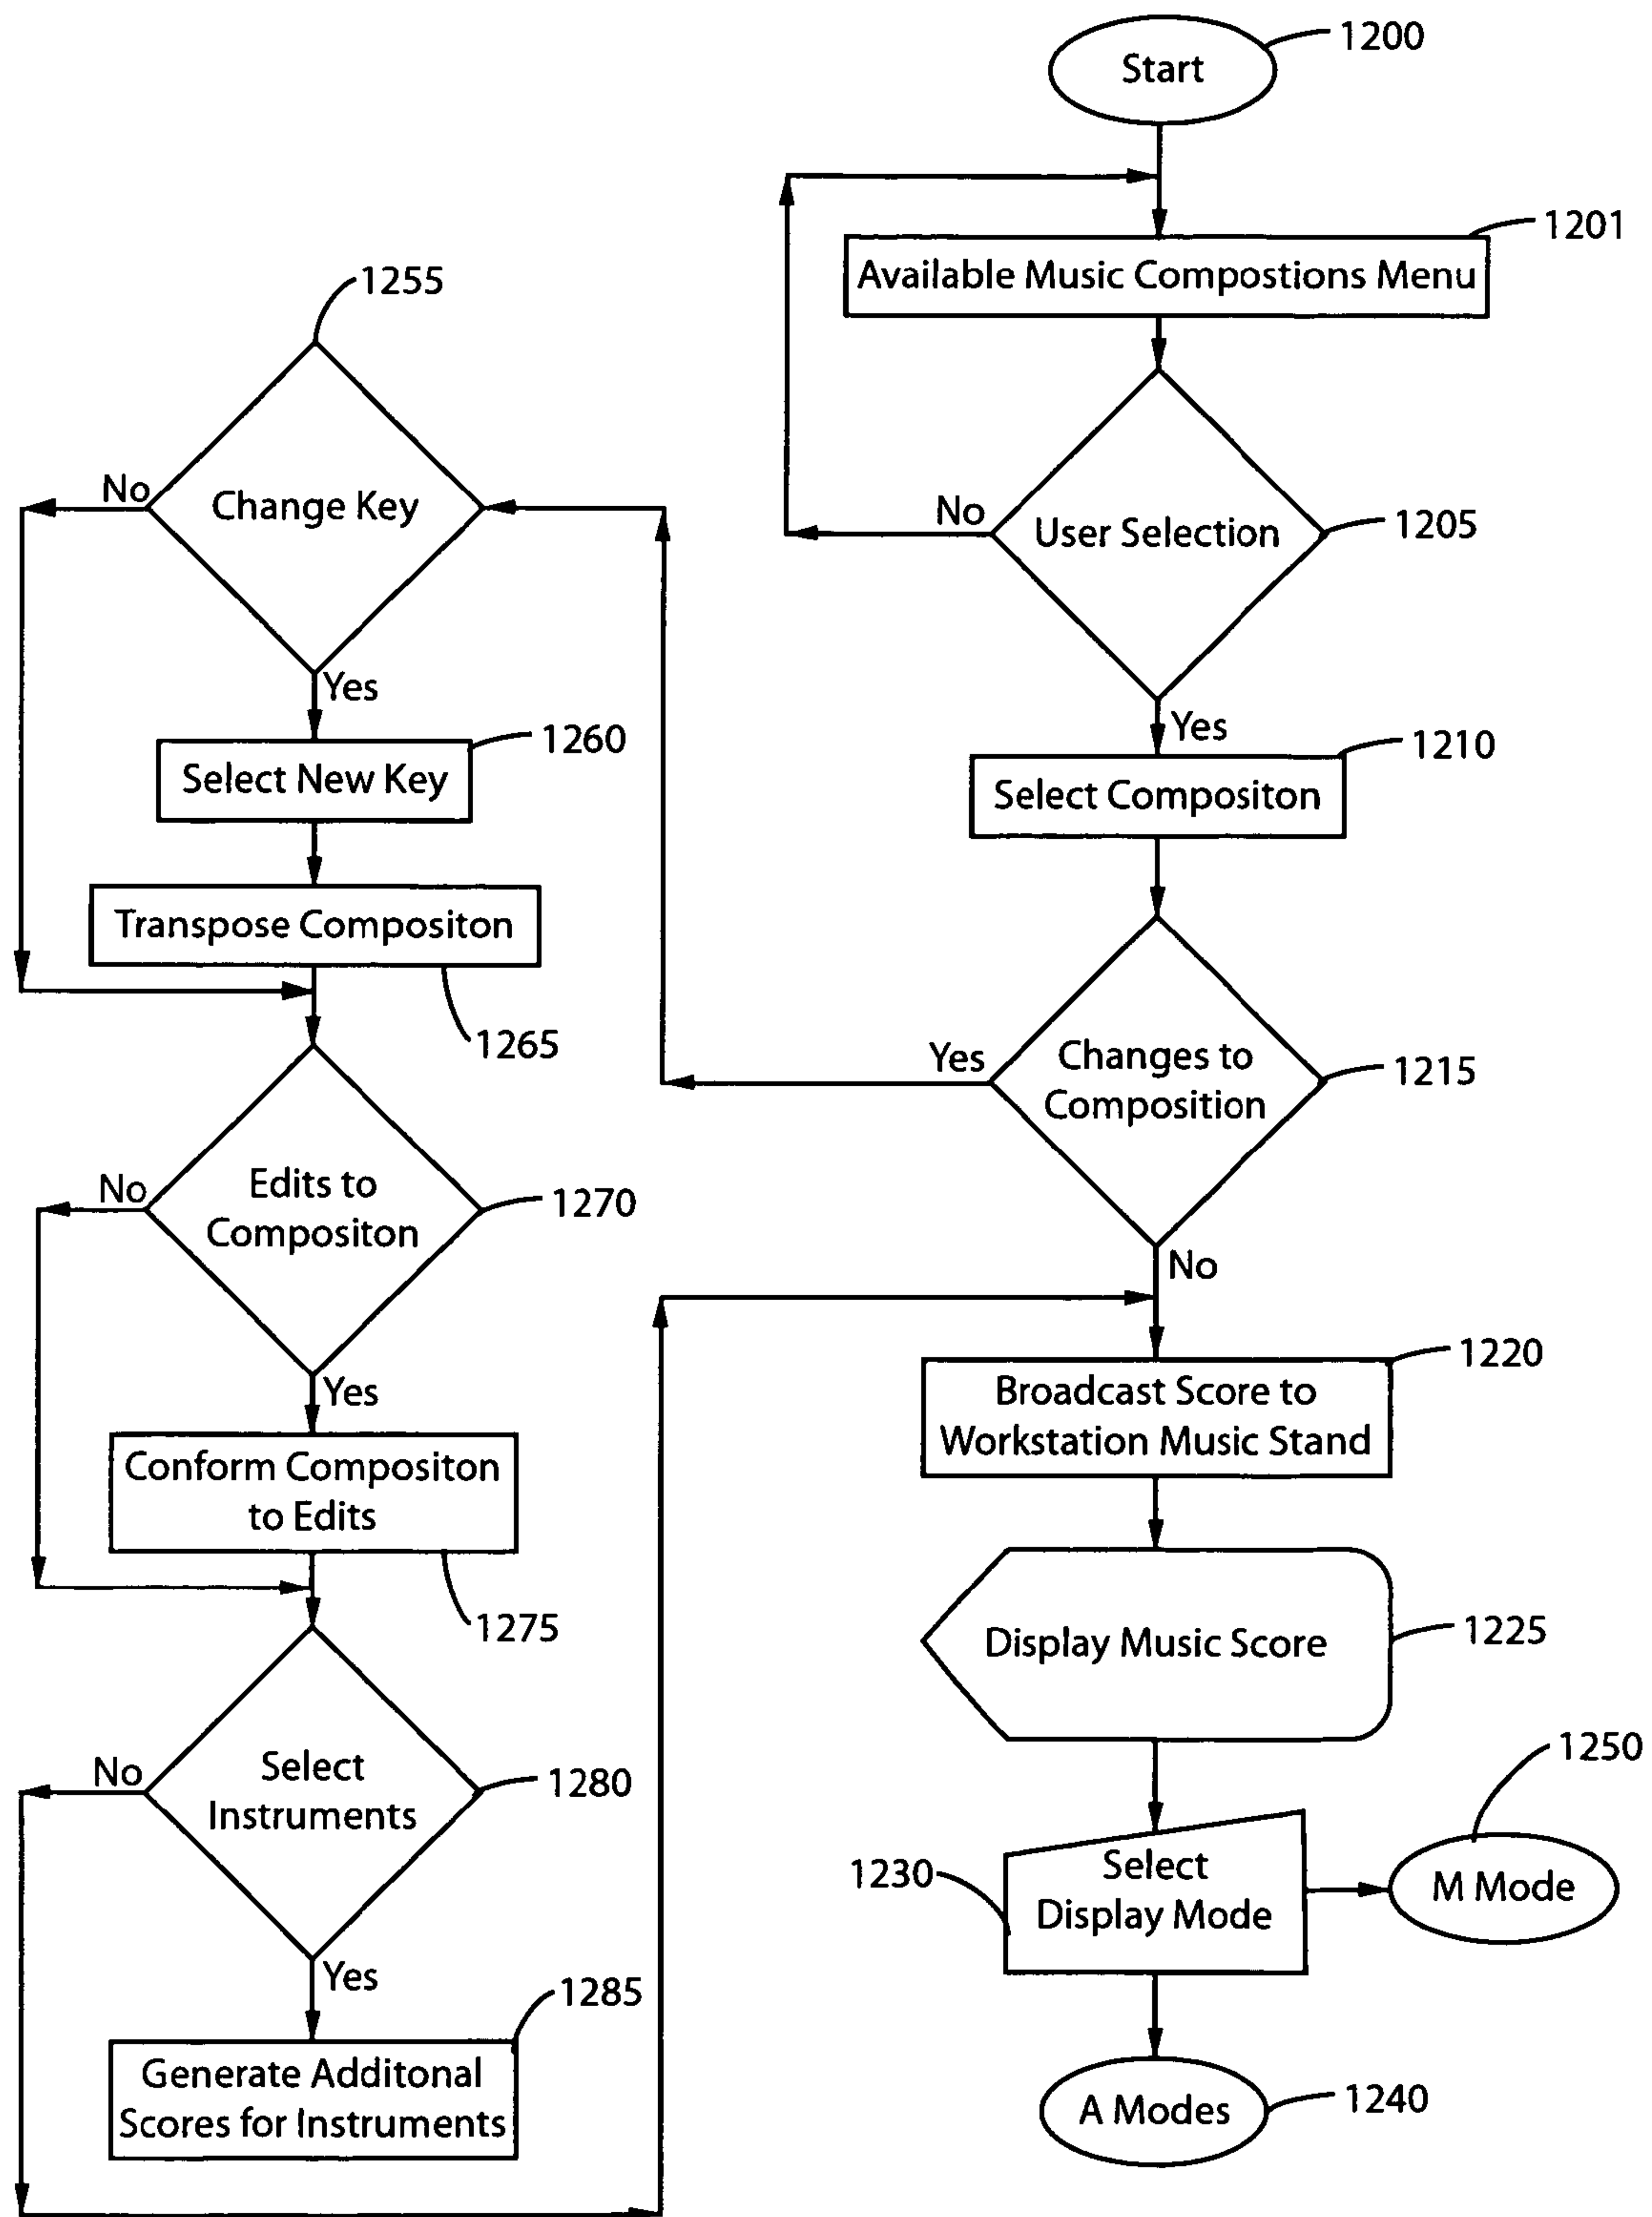 Start
1200
Available Music Compostions Menu
1201
User Selection
1205
No
Yes
Select Compositon
1210
Changes to
Composition
1215
Yes
No
Broadcast Score to
Workstation Music Stand
1220
Display Music Score
1225
Select
Display Mode
1230
M Mode
1250
A Modes
1240
1255
Change Key
No
Yes
Select New Key
1260
Transpose Compositon
1265
Edits to
Compositon
1270
No
Yes
Conform Compositon
to Edits
1275
Select
Instruments
1280
No
Yes
Generate Additonal
Scores for Instruments
1285